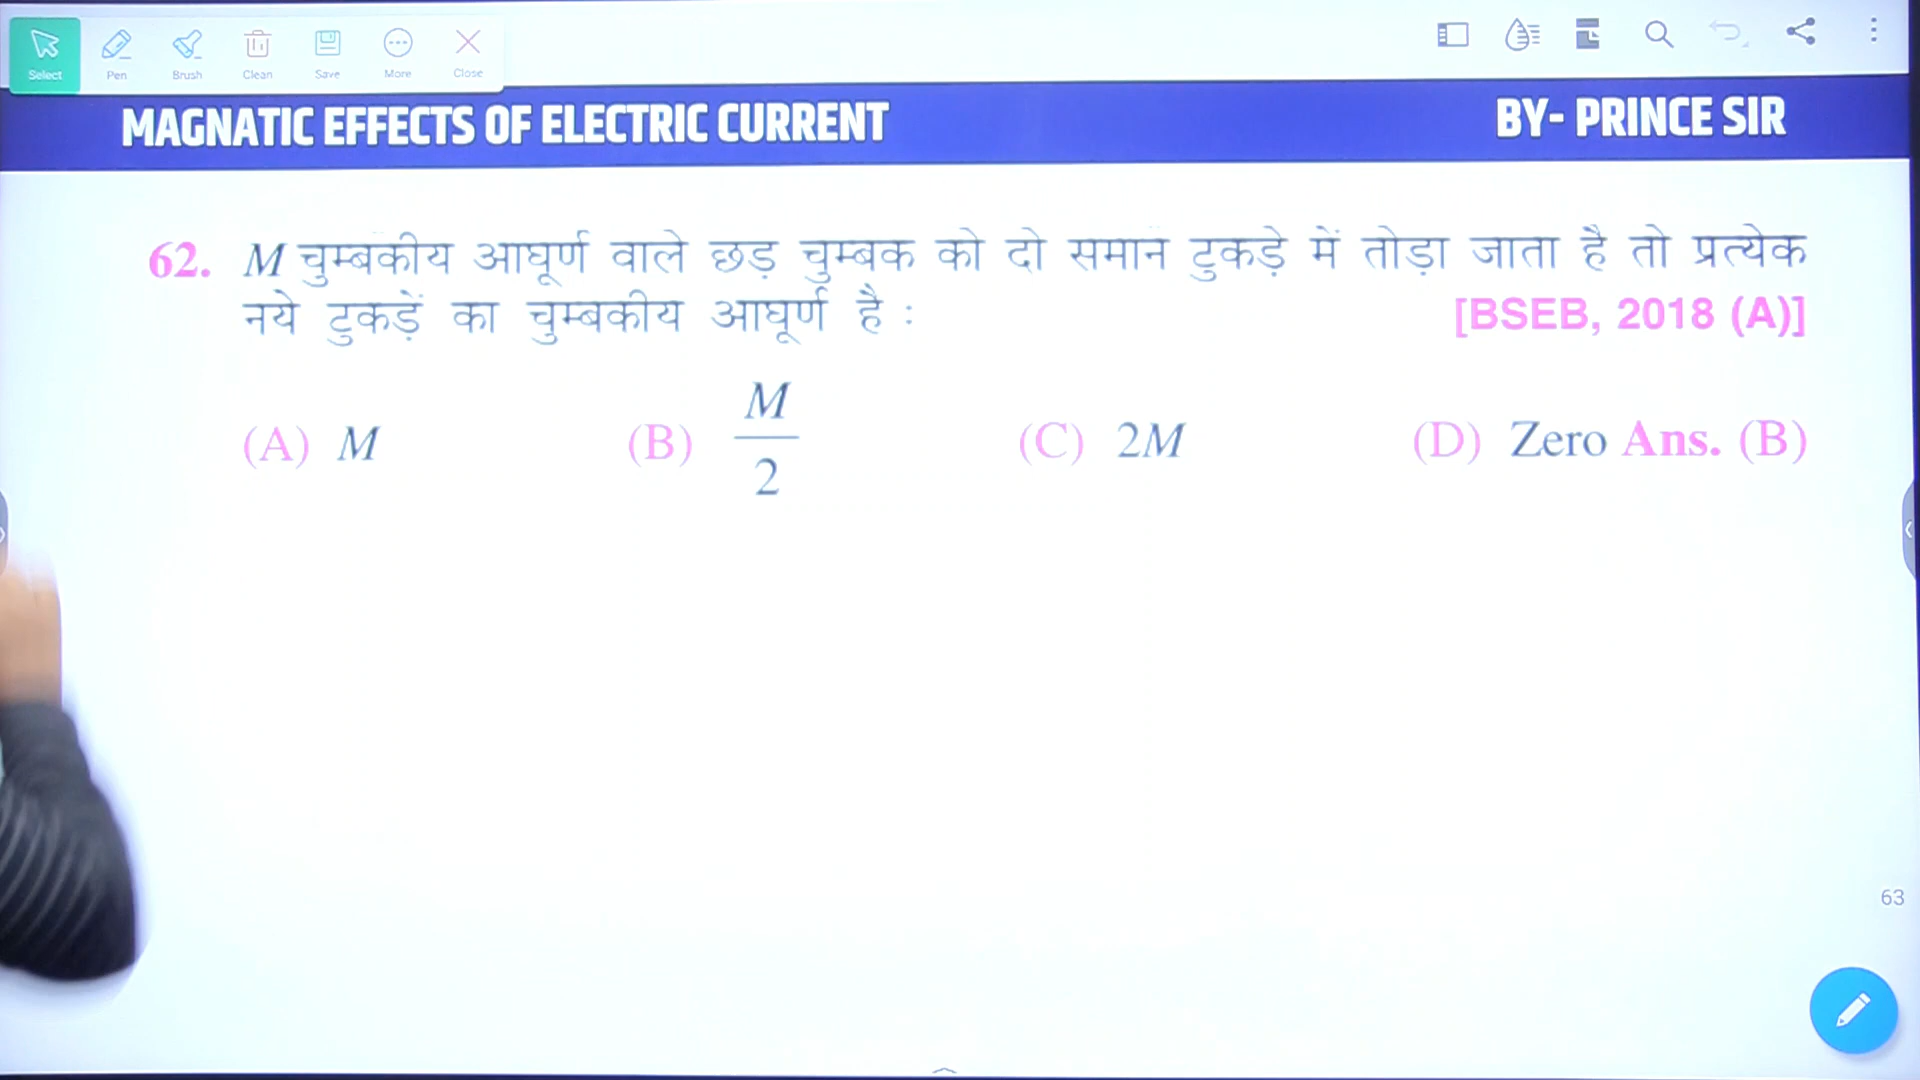 Select Pen Brush Clean Save More Close
MAGNATIC EFFECTS OF ELECTRIC CURRENT BY- PRINCE SIR
62. M चुम्बकीय आघूर्ण वाले छड़ चुम्बक को दो समान टुकड़े में तोड़ा जाता है तो प्रत्येक
नये टुकड़ें का चुम्बकीय आघूर्ण है : [BSEB, 2018 (A)]
(A) M (B) M/2 (C) 2M (D) Zero Ans. (B)
63